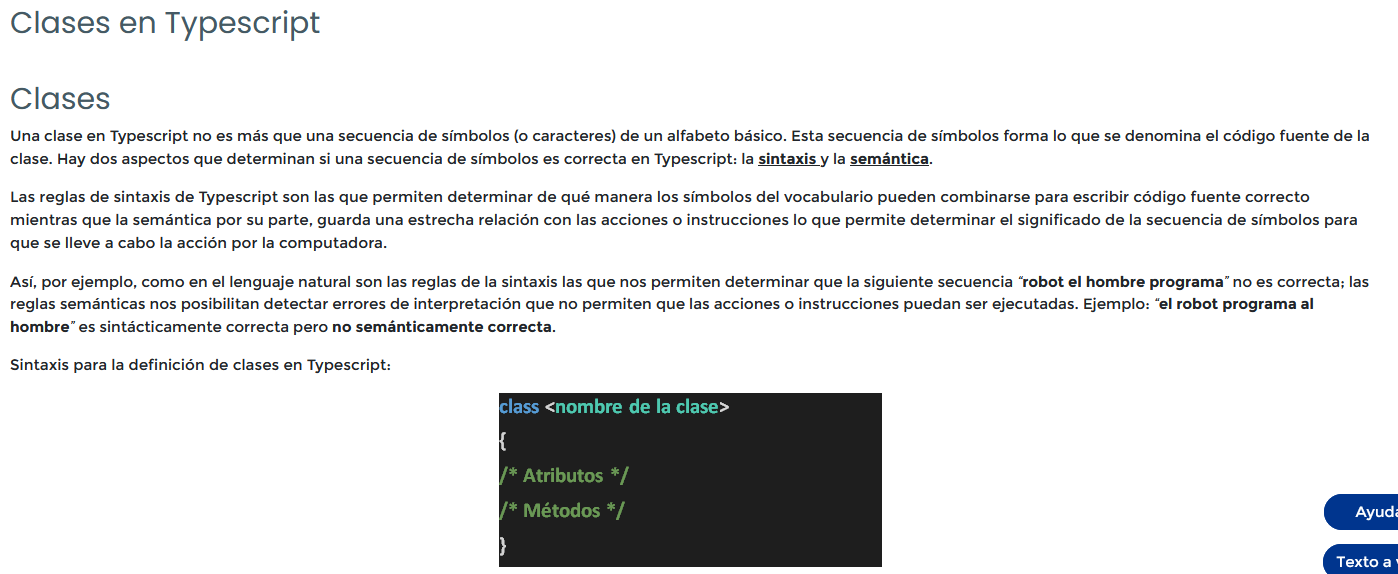 Clases en Typescript
Clases
Una clase en Typescript no es más que una secuencia de símbolos (o caracteres) de un alfabeto básico. Esta secuencia de símbolos forma lo que se denomina el código fuente de la
clase. Hay dos aspectos que determinan si una secuencia de símbolos es correcta en Typescript: la sintaxis y la semántica.
Las reglas de sintaxis de Typescript son las que permiten determinar de qué manera los símbolos del vocabulario pueden combinarse para escribir código fuente correcto
mientras que la semántica por su parte, guarda una estrecha relación con las acciones o instrucciones lo que permite determinar el significado de la secuencia de símbolos para
que se lleve a cabo la acción por la computadora.
Así, por ejemplo, como en el lenguaje natural son las reglas de la sintaxis las que nos permiten determinar que la siguiente secuencia “robot el hombre programa” no es correcta; las
reglas semánticas nos posibilitan detectar errores de interpretación que no permiten que las acciones o instrucciones puedan ser ejecutadas. Ejemplo: “el robot programa al
hombre” es sintácticamente correcta pero no semánticamente correcta.
Sintaxis para la definición de clases en Typescript:
class <nombre de la clase>
{
/* Atributos */
/* Métodos */
}
Ayuda
Texto a